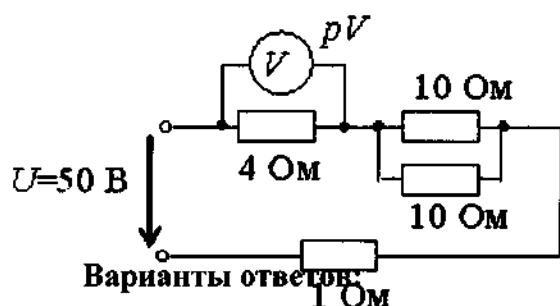 pV
V
10 Ом
4 Ом
U=50 В
10 Ом
Варианты ответов:
1 Ом